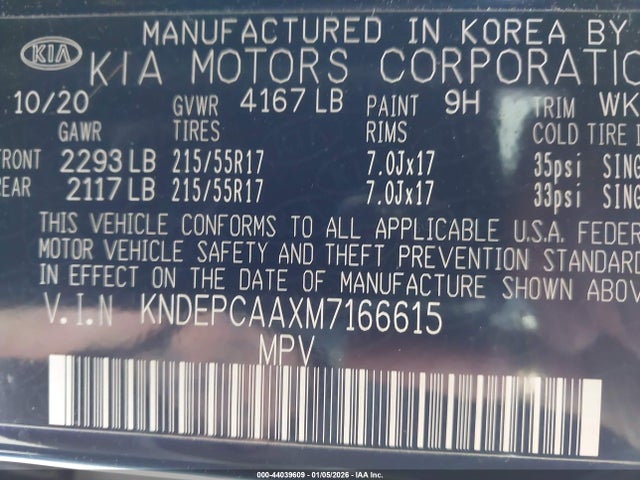 MANUFACTURED IN KOREA BY
KIA KIA MOTORS CORPORATIO
10/20 GVWR 4167 LB PAINT 9H TRIM WK
GAWR TIRES RIMS COLD TIRE
FRONT 2293 LB 215/55R17 7.0Jx17 35psi SING
REAR 2117 LB 215/55R17 7.0Jx17 33psi SING
THIS VEHICLE CONFORMS TO ALL APPLICABLE U.S.A. FEDER
MOTOR VEHICLE SAFETY AND THEFT PREVENTION STANDARD
IN EFFECT ON THE DATE OF MANUFACTURE SHOWN ABOV
V.I.N KNDEPCAAXM7166615
MPV
000-44039609 - 01/05/2026 - IAA Inc.